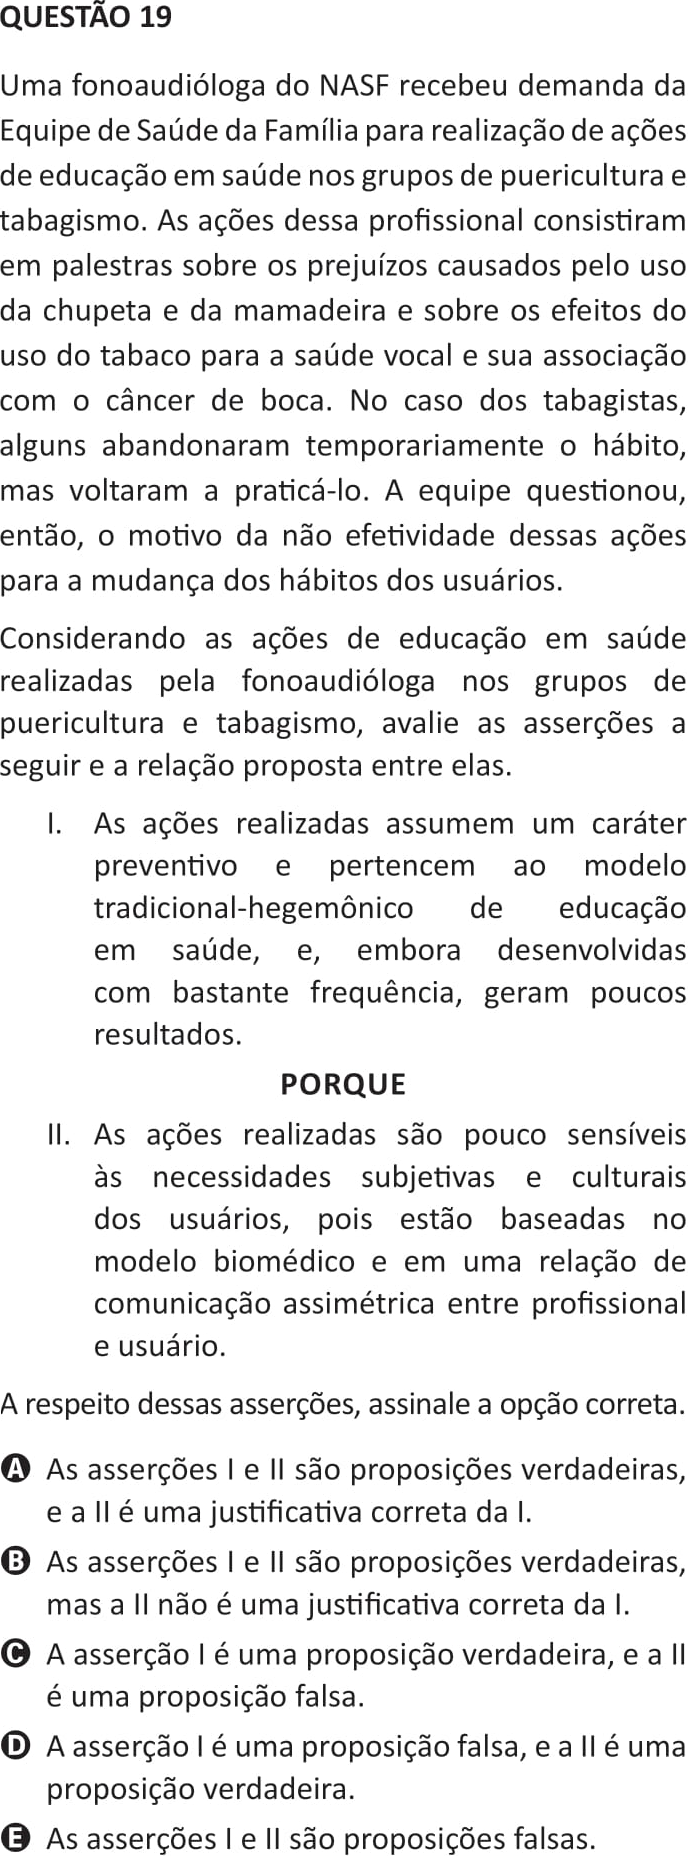 QUESTÃO 19
Uma fonoaudióloga do NASF recebeu demanda da
Equipe de Saúde da Família para realização de ações
de educação em saúde nos grupos de puericultura e
tabagismo. As ações dessa profissional consistiram
em palestras sobre os prejuízos causados pelo uso
da chupeta e da mamadeira e sobre os efeitos do
uso do tabaco para a saúde vocal e sua associação
com o câncer de boca. No caso dos tabagistas,
alguns abandonaram temporariamente o hábito,
mas voltaram a praticá-lo. A equipe questionou,
então, o motivo da não efetividade dessas ações
para a mudança dos hábitos dos usuários.
Considerando as ações de educação em saúde
realizadas pela fonoaudióloga nos grupos de
puericultura e tabagismo, avalie as asserções a
seguir e a relação proposta entre elas.
I. As ações realizadas assumem um caráter
preventivo e pertencem ao modelo
tradicional-hegemônico de educação
em saúde, e, embora desenvolvidas
com bastante frequência, geram poucos
resultados.
PORQUE
II. As ações realizadas são pouco sensíveis
às necessidades subjetivas e culturais
dos usuários, pois estão baseadas no
modelo biomédico e em uma relação de
comunicação assimétrica entre profissional
e usuário.
A respeito dessas asserções, assinale a opção correta.
A As asserções I e II são proposições verdadeiras,
e a II é uma justificativa correta da I.
B As asserções I e II são proposições verdadeiras,
mas a II não é uma justificativa correta da I.
C A asserção I é uma proposição verdadeira, e a II
é uma proposição falsa.
D A asserção I é uma proposição falsa, e a II é uma
proposição verdadeira.
E As asserções I e II são proposições falsas.